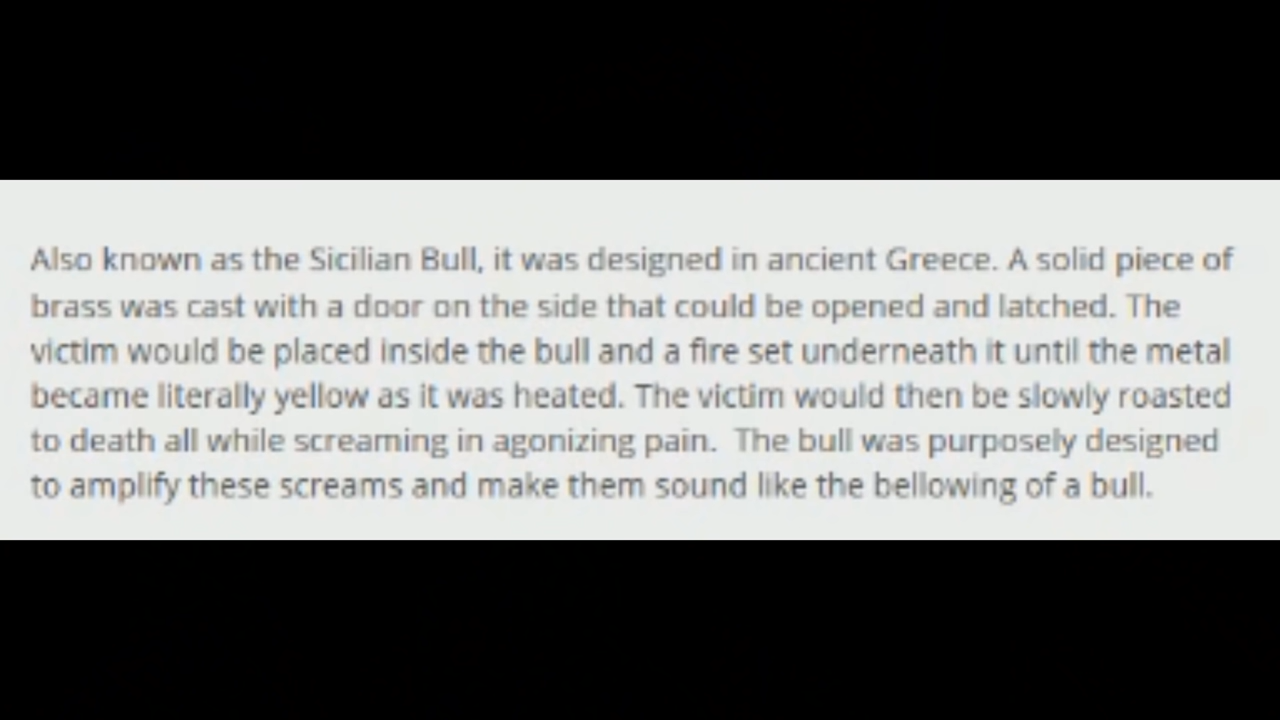 Also known as the Sicilian Bull, it was designed in ancient Greece. A solid piece of
brass was cast with a door on the side that could be opened and latched. The
victim would be placed inside the bull and a fire set underneath it until the metal
became literally yellow as it was heated. The victim would then be slowly roasted
to death all while screaming in agonizing pain.  The bull was purposely designed
to amplify these screams and make them sound like the bellowing of a bull.